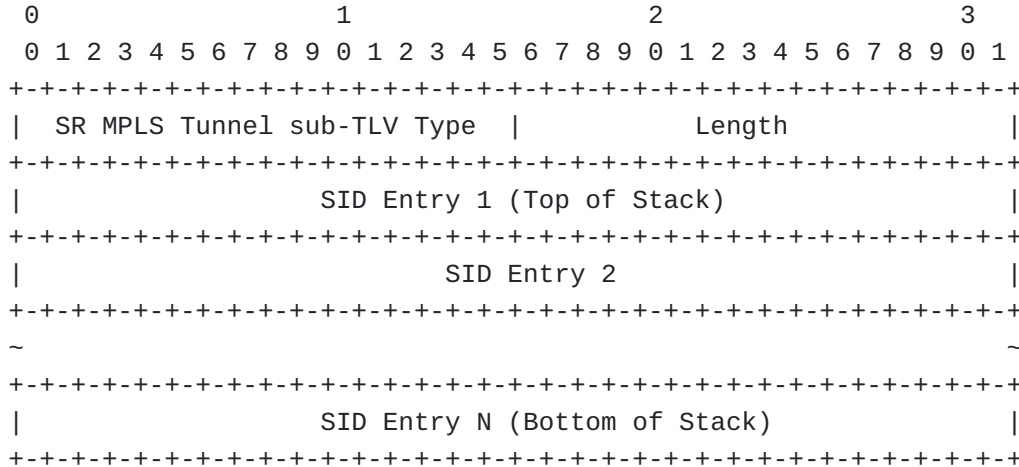 0                   1                   2                   3
 0 1 2 3 4 5 6 7 8 9 0 1 2 3 4 5 6 7 8 9 0 1 2 3 4 5 6 7 8 9 0 1
+-+-+-+-+-+-+-+-+-+-+-+-+-+-+-+-+-+-+-+-+-+-+-+-+-+-+-+-+-+-+-+-+
|  SR MPLS Tunnel sub-TLV Type  |           Length              |
+-+-+-+-+-+-+-+-+-+-+-+-+-+-+-+-+-+-+-+-+-+-+-+-+-+-+-+-+-+-+-+-+
|                   SID Entry 1 (Top of Stack)                  |
+-+-+-+-+-+-+-+-+-+-+-+-+-+-+-+-+-+-+-+-+-+-+-+-+-+-+-+-+-+-+-+-+
|                           SID Entry 2                         |
+-+-+-+-+-+-+-+-+-+-+-+-+-+-+-+-+-+-+-+-+-+-+-+-+-+-+-+-+-+-+-+-+
~                                                               ~
+-+-+-+-+-+-+-+-+-+-+-+-+-+-+-+-+-+-+-+-+-+-+-+-+-+-+-+-+-+-+-+-+
|                   SID Entry N (Bottom of Stack)               |
+-+-+-+-+-+-+-+-+-+-+-+-+-+-+-+-+-+-+-+-+-+-+-+-+-+-+-+-+-+-+-+-+